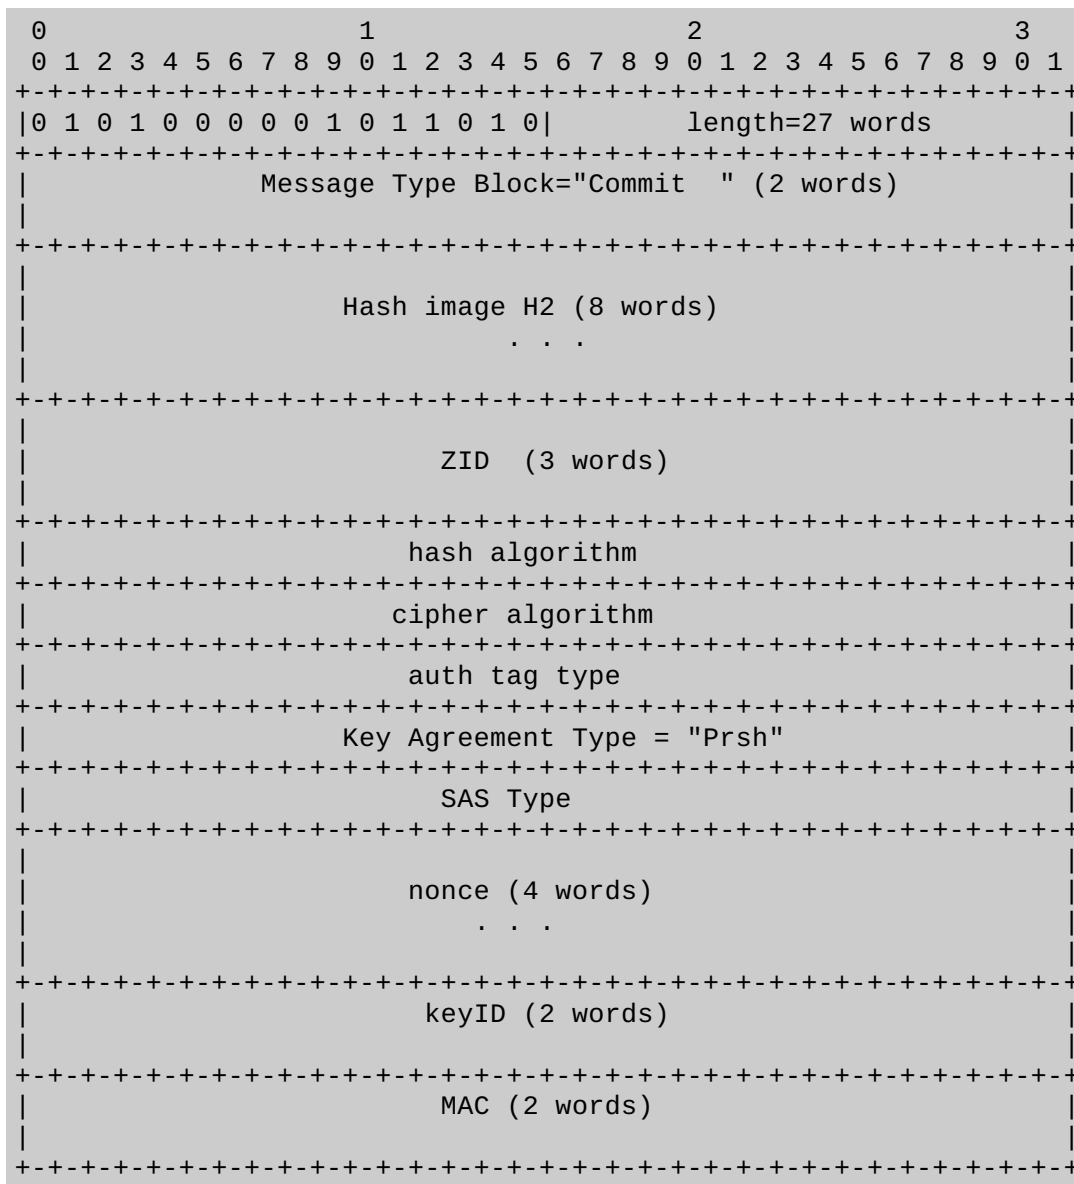 0                   1                   2                   3
0 1 2 3 4 5 6 7 8 9 0 1 2 3 4 5 6 7 8 9 0 1 2 3 4 5 6 7 8 9 0 1
+-+-+-+-+-+-+-+-+-+-+-+-+-+-+-+-+-+-+-+-+-+-+-+-+-+-+-+-+-+-+-+-+
|0 1 0 1 0 0 0 0 0 1 0 1 1 0 1 0|        length=27 words        |
+-+-+-+-+-+-+-+-+-+-+-+-+-+-+-+-+-+-+-+-+-+-+-+-+-+-+-+-+-+-+-+-+
|              Message Type Block="Commit  " (2 words)          |
|                                                               |
+-+-+-+-+-+-+-+-+-+-+-+-+-+-+-+-+-+-+-+-+-+-+-+-+-+-+-+-+-+-+-+-+
|                                                               |
|                   Hash image H2 (8 words)                     |
|                             . . .                             |
|                                                               |
+-+-+-+-+-+-+-+-+-+-+-+-+-+-+-+-+-+-+-+-+-+-+-+-+-+-+-+-+-+-+-+-+
|                                                               |
|                         ZID  (3 words)                        |
|                                                               |
+-+-+-+-+-+-+-+-+-+-+-+-+-+-+-+-+-+-+-+-+-+-+-+-+-+-+-+-+-+-+-+-+
|                       hash algorithm                          |
+-+-+-+-+-+-+-+-+-+-+-+-+-+-+-+-+-+-+-+-+-+-+-+-+-+-+-+-+-+-+-+-+
|                      cipher algorithm                         |
+-+-+-+-+-+-+-+-+-+-+-+-+-+-+-+-+-+-+-+-+-+-+-+-+-+-+-+-+-+-+-+-+
|                       auth tag type                           |
+-+-+-+-+-+-+-+-+-+-+-+-+-+-+-+-+-+-+-+-+-+-+-+-+-+-+-+-+-+-+-+-+
|                   Key Agreement Type = "Prsh"                 |
+-+-+-+-+-+-+-+-+-+-+-+-+-+-+-+-+-+-+-+-+-+-+-+-+-+-+-+-+-+-+-+-+
|                         SAS Type                              |
+-+-+-+-+-+-+-+-+-+-+-+-+-+-+-+-+-+-+-+-+-+-+-+-+-+-+-+-+-+-+-+-+
|                                                               |
|                       nonce (4 words)                         |
|                           . . .                               |
|                                                               |
+-+-+-+-+-+-+-+-+-+-+-+-+-+-+-+-+-+-+-+-+-+-+-+-+-+-+-+-+-+-+-+-+
|                        keyID (2 words)                        |
|                                                               |
+-+-+-+-+-+-+-+-+-+-+-+-+-+-+-+-+-+-+-+-+-+-+-+-+-+-+-+-+-+-+-+-+
|                         MAC (2 words)                         |
|                                                               |
+-+-+-+-+-+-+-+-+-+-+-+-+-+-+-+-+-+-+-+-+-+-+-+-+-+-+-+-+-+-+-+-+